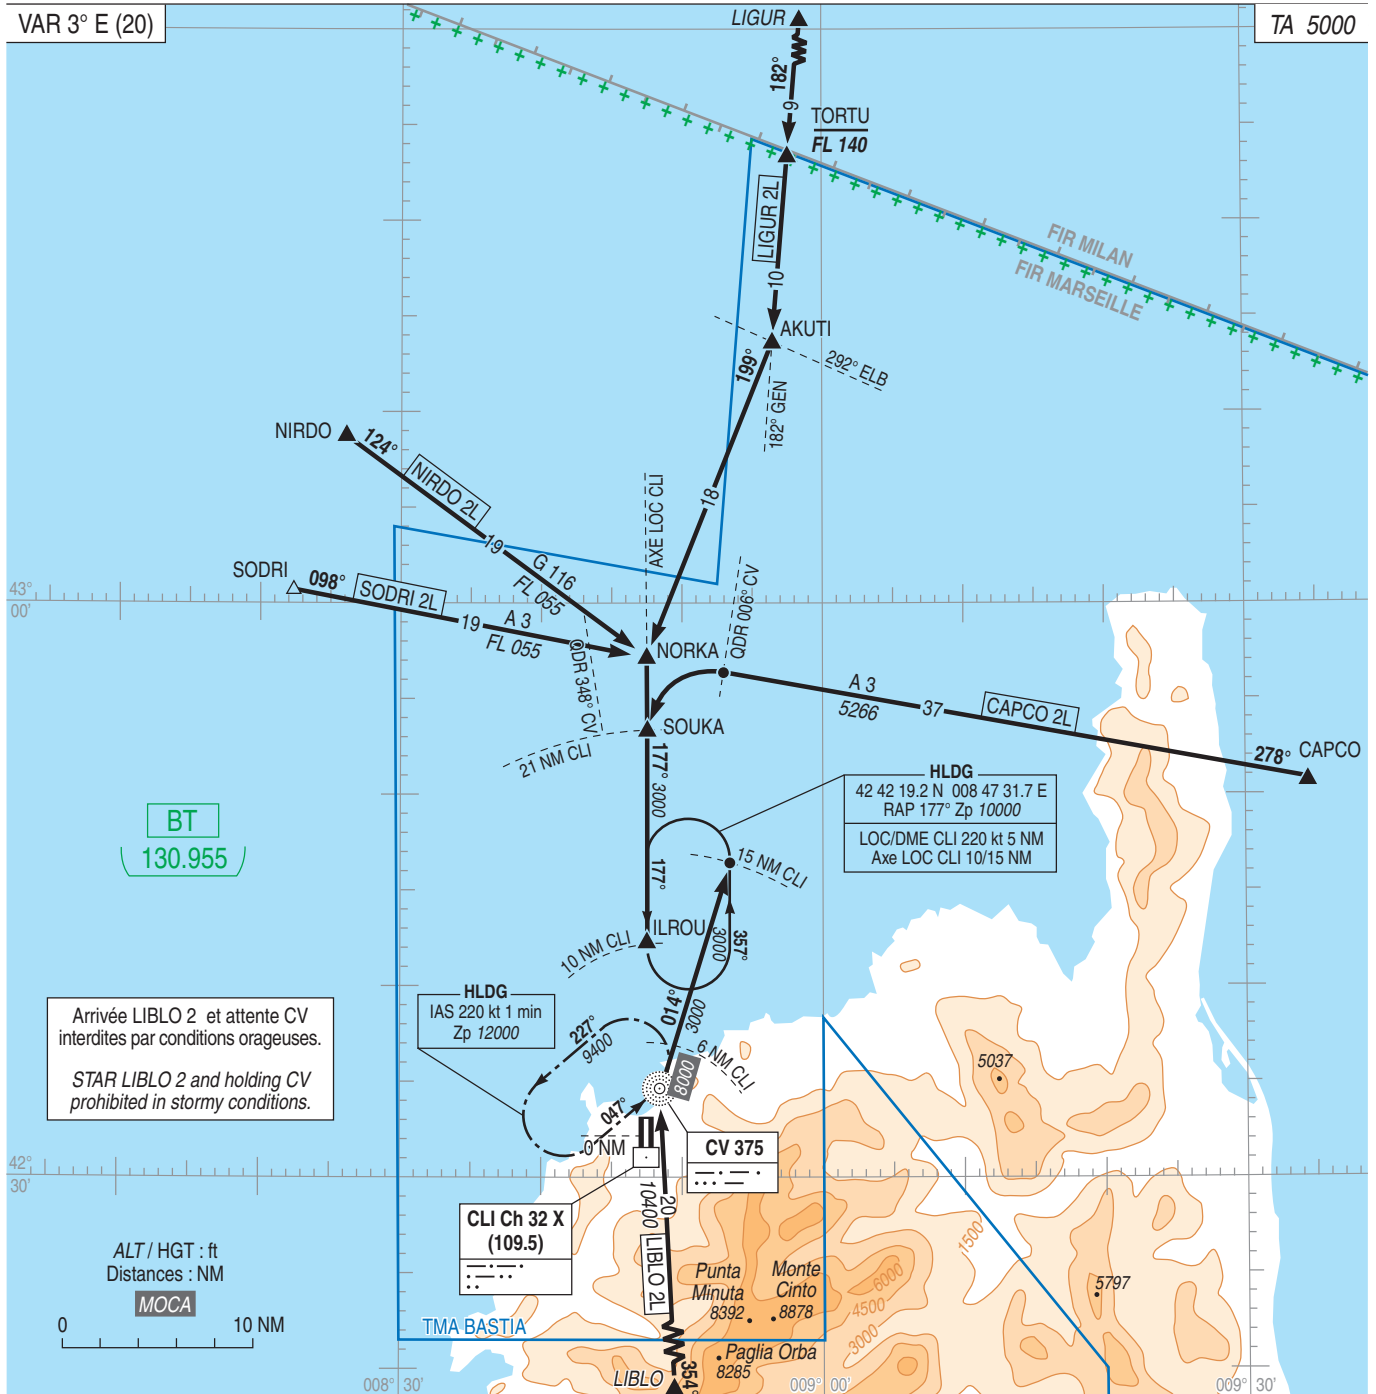 VAR 3° E (20)
LIGUR
TA 5000
182°
9
TORTU
FL 140
LIGUR 2L
10
FIR MILAN
FIR MARSEILLE
AKUTI
199°
292° ELB
182° GEN
NIRDO
124°
NIRDO 2L
19
G 116
FL 055
AXE LOC CLI
18
SODRI
098°
SODRI 2L
19
A 3
FL 055
43°
00'
QDR 006° CV
QDR 348° CV
NORKA
A 3
5266
37
CAPCO 2L
278°
CAPCO
SOUKA
21 NM CLI
177°
3000
HLDG
42 42 19.2 N 008 47 31.7 E
RAP 177° Zp 10000
LOC/DME CLI 220 kt 5 NM
Axe LOC CLI 10/15 NM
BT
130.955
177°
15 NM CLI
ILROU
10 NM CLI
357°
3000
014°
3000
HLDG
IAS 220 kt 1 min
Zp 12000
Arrivée LIBLO 2 et attente CV
interdites par conditions orageuses.
STAR LIBLO 2 and holding CV
prohibited in stormy conditions.
227°
9400
6 NM CLI
8000
5037
047°
0 NM
CV 375
42°
30'
CLI Ch 32 X
(109.5)
20
10400
LIBLO 2L
1500
6000
4500
3000
Punta
Minuta
8392
Monte
Cinto
8878
5797
ALT / HGT : ft
Distances : NM
MOCA
0
10 NM
TMA BASTIA
Paglia Orba
8285
LIBLO
354°
008° 30'
009° 00'
009° 30'